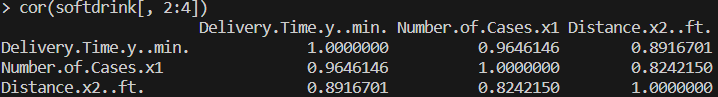 > cor(softdrink[, 2:4])
Delivery.Time.y..min. Number.of.Cases.x1 Distance.x2..ft.
Delivery.Time.y..min. 1.0000000 0.9646146 0.8916701
Number.of.Cases.x1 0.9646146 1.0000000 0.8242150
Distance.x2..ft. 0.8916701 0.8242150 1.0000000